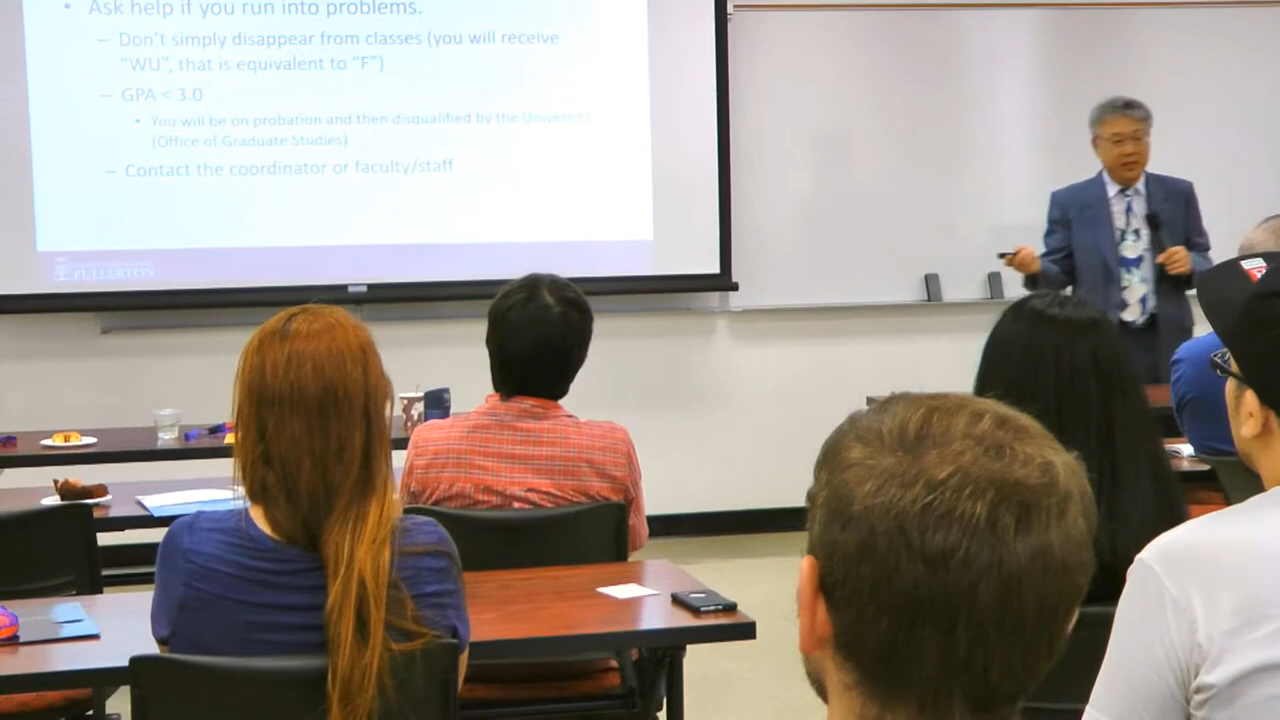 • Ask help if you run into problems.
– Don't simply disappear from classes (you will receive
"WU", that is equivalent to "F")
– GPA < 3.0
• You will be on probation and then disqualified by the University
(Office of Graduate Studies)
– Contact the coordinator or faculty/staff
FULLERTON